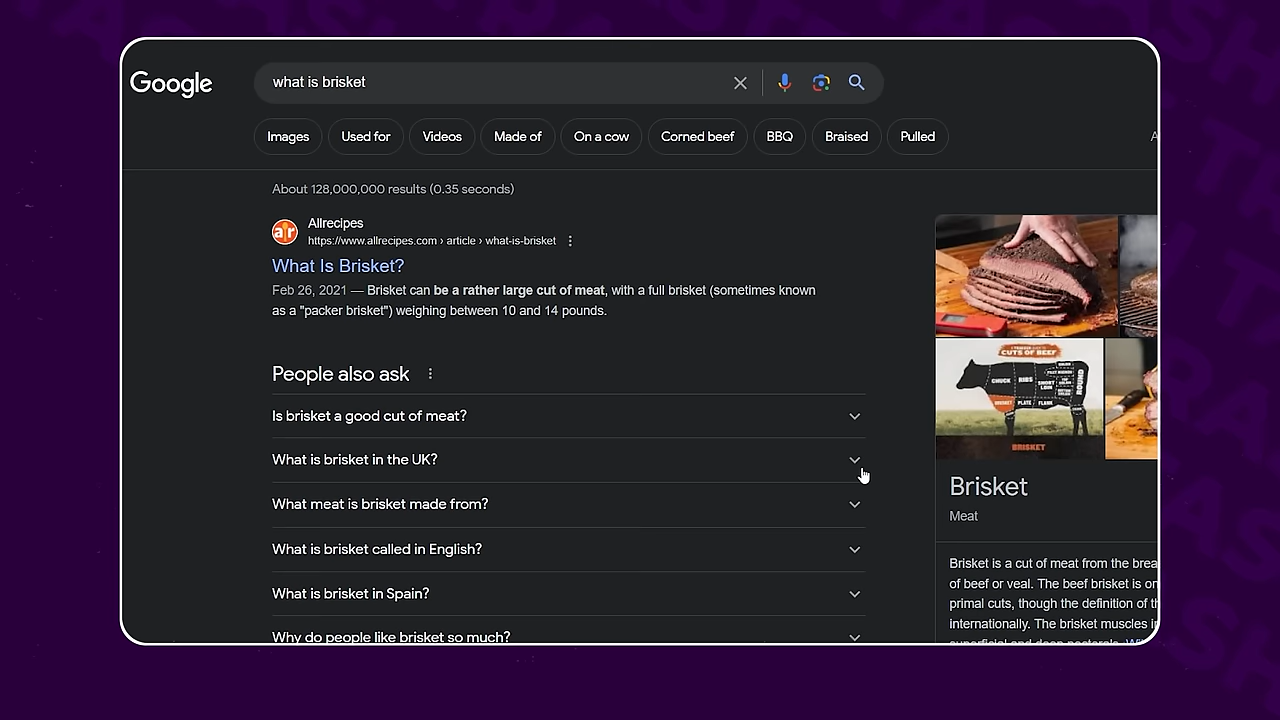 Google
what is brisket
Images
Used for
Videos
Made of
On a cow
Corned beef
BBQ
Braised
Pulled
About 128,000,000 results (0.35 seconds)
Allrecipes
https://www.allrecipes.com › article › what-is-brisket
What Is Brisket?
Feb 26, 2021 — Brisket can be a rather large cut of meat, with a full brisket (sometimes known
as a "packer brisket") weighing between 10 and 14 pounds.
People also ask
Is brisket a good cut of meat?
What is brisket in the UK?
What meat is brisket made from?
What is brisket called in English?
What is brisket in Spain?
Why do people like brisket so much?
CUTS OF BEEF
CHUCK
RIBS
SHORT
LOIN
ROUND
BRISKET
PLATE
FLANK
BRISKET
Brisket
Meat
Brisket is a cut of meat from the brea
of beef or veal. The beef brisket is on
primal cuts, though the definition of th
internationally. The brisket muscles in
superficial and deep pectorals.